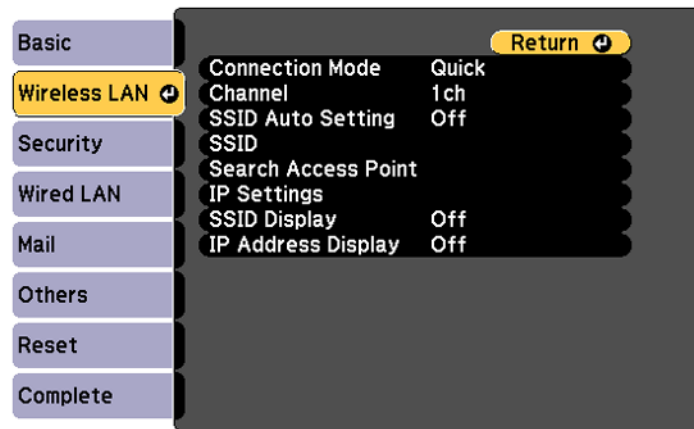 Basic
Wireless LAN
Security
Wired LAN
Mail
Others
Reset
Complete
Return
Connection Mode Quick
Channel 1ch
SSID Auto Setting Off
SSID
Search Access Point
IP Settings
SSID Display Off
IP Address Display Off